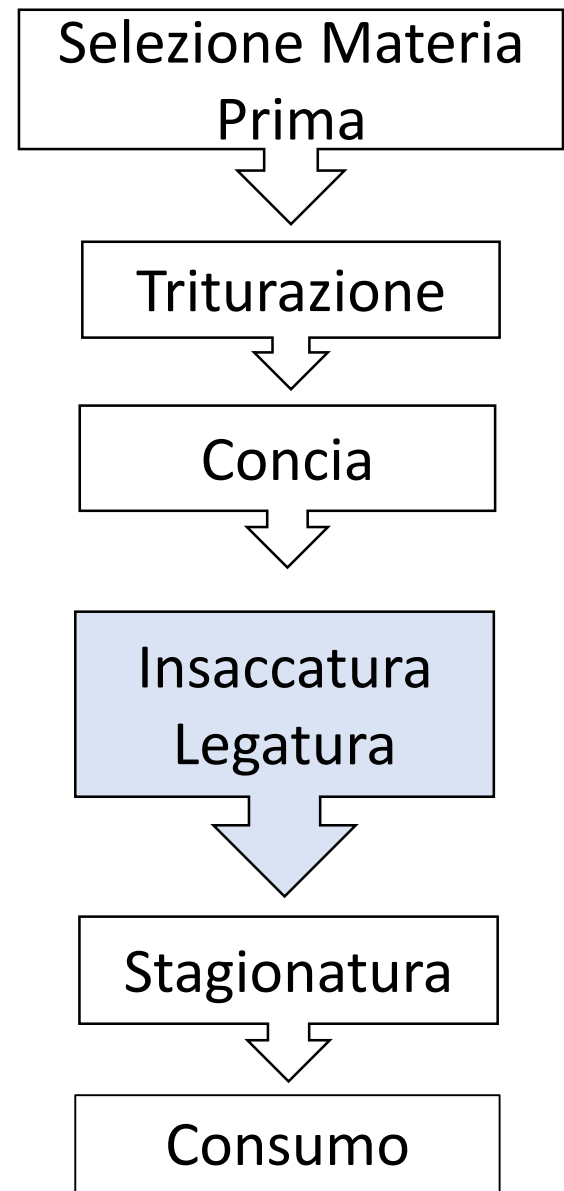 Selezione Materia
Prima
Triturazione
Concia
Insaccatura
Legatura
Stagionatura
Consumo